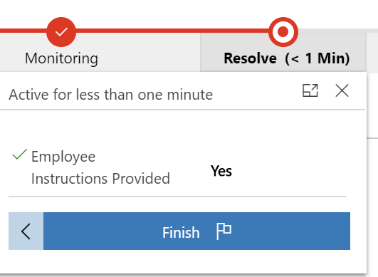 Monitoring
Resolve (< 1 Min)
Active for less than one minute
Employee
Instructions Provided
Yes
Finish